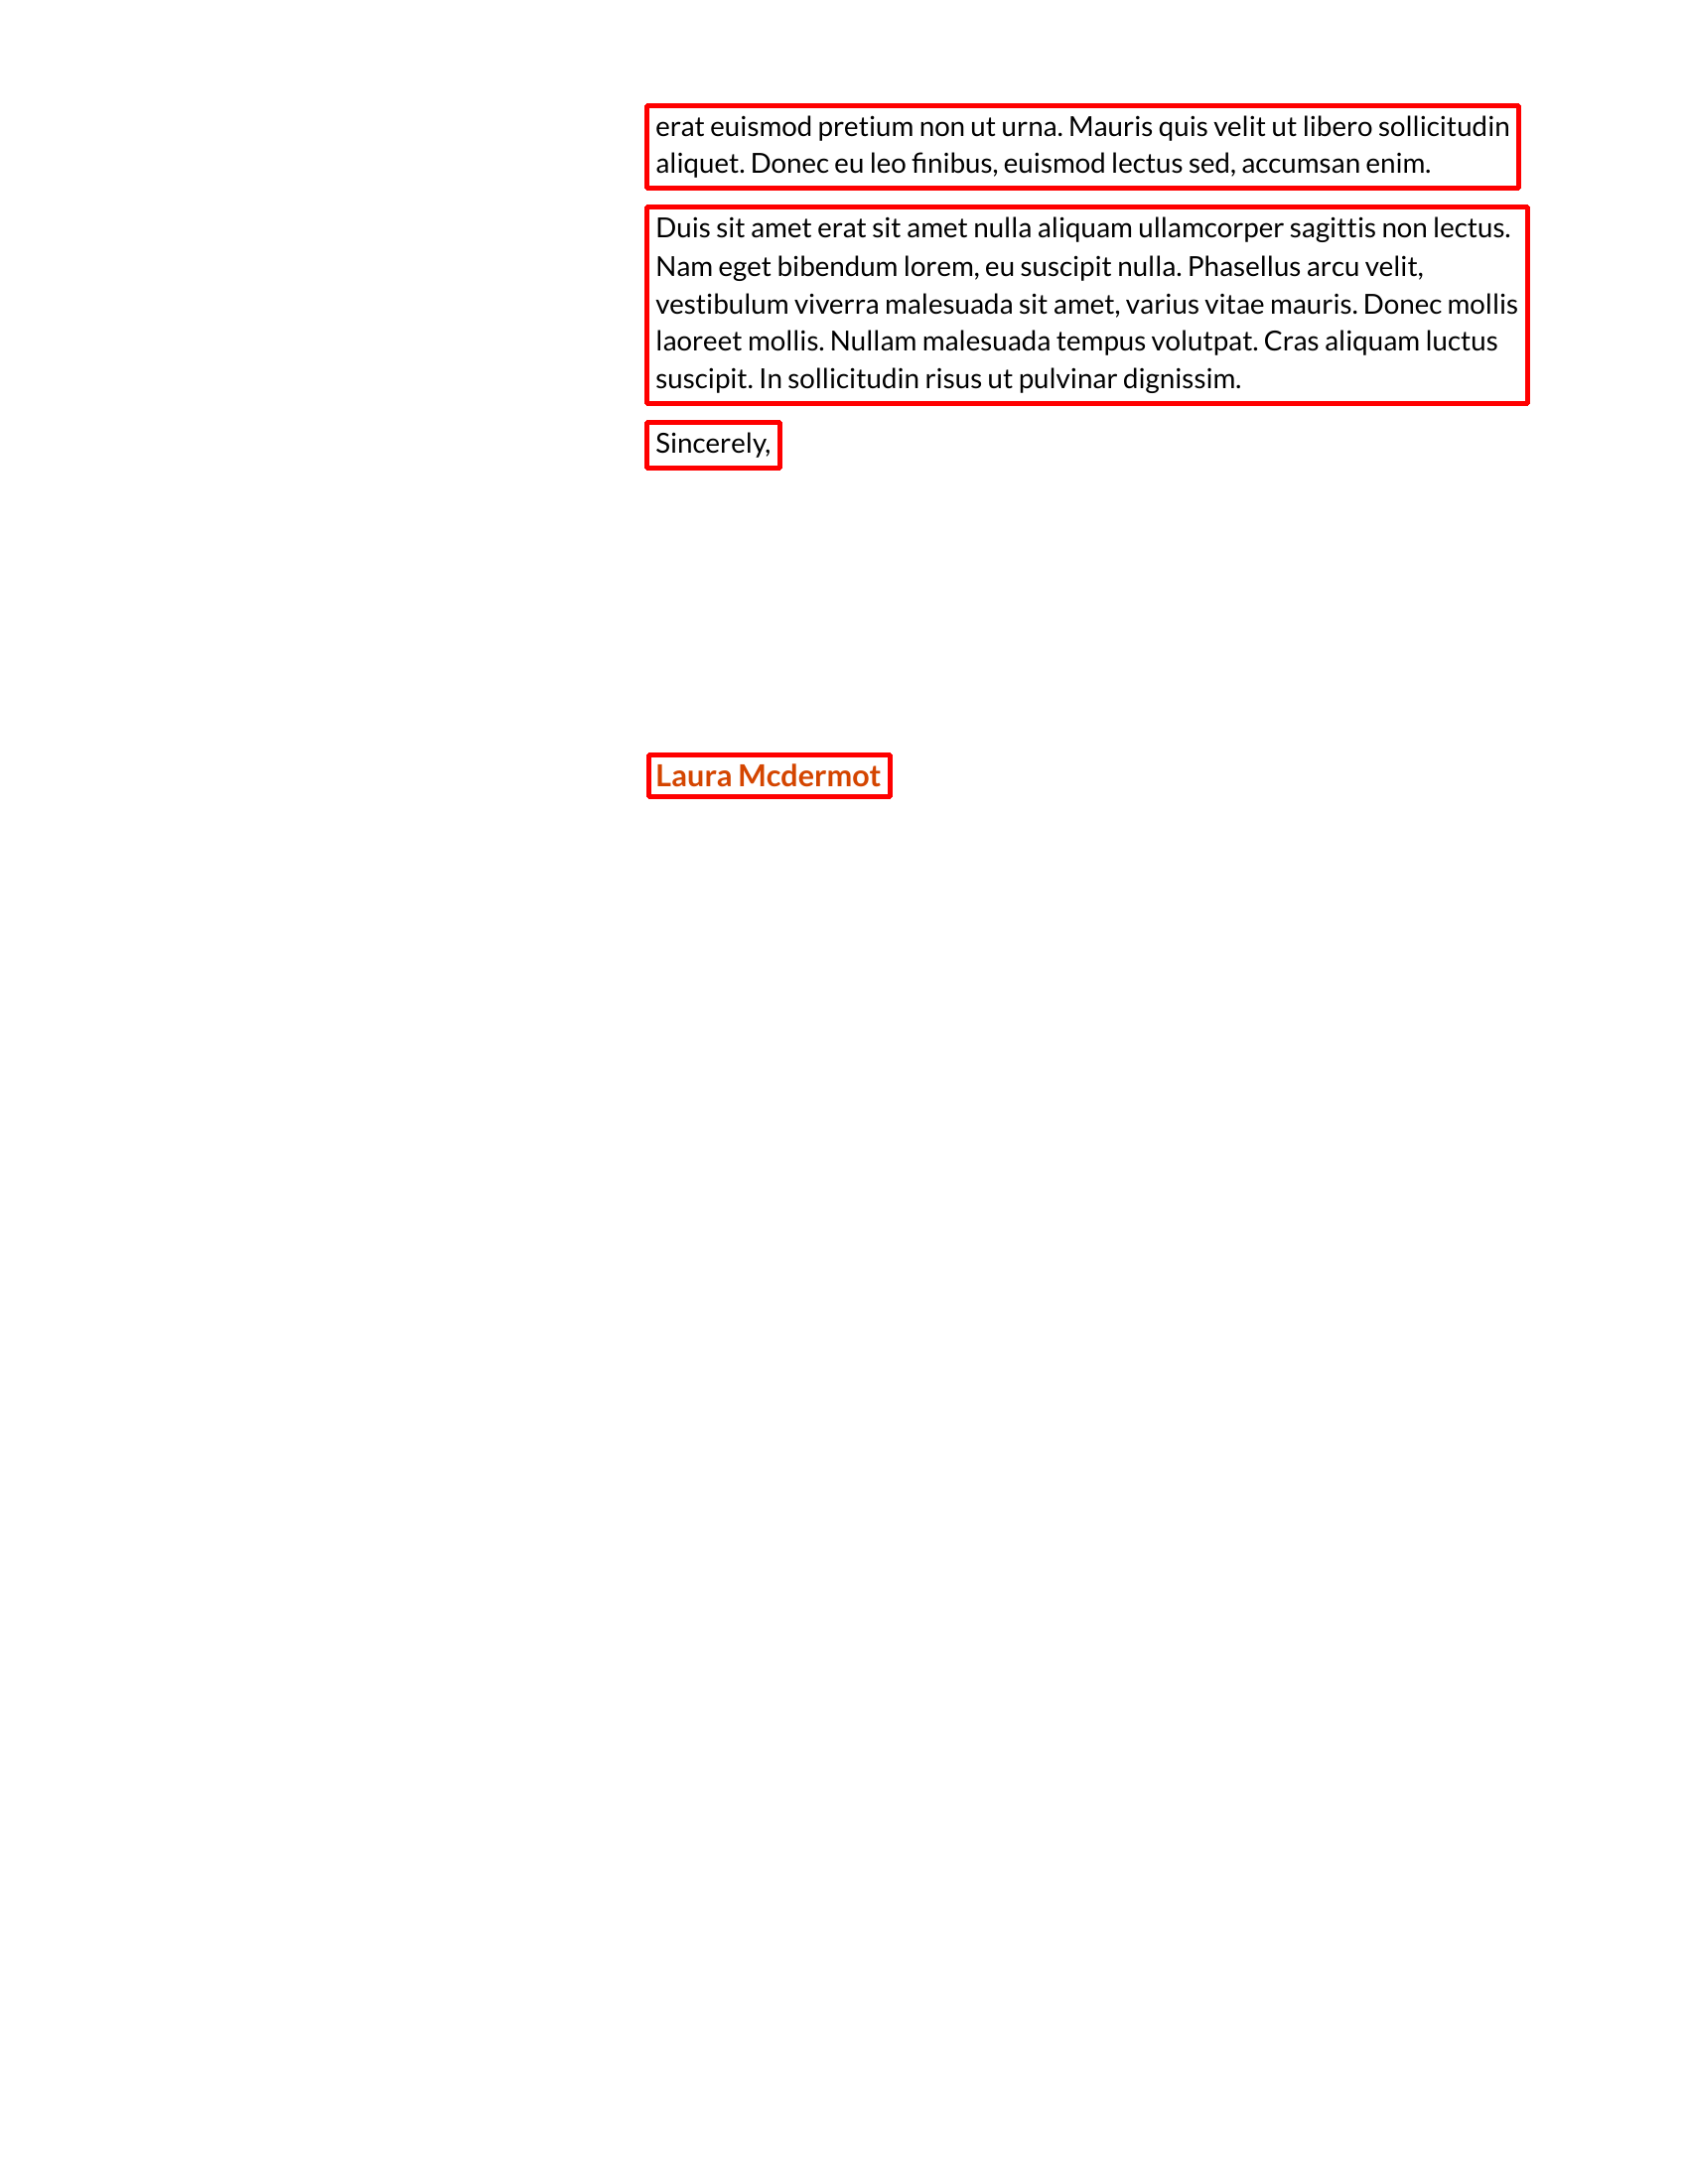 erat euismod pretium non ut urna. Mauris quis velit ut libero sollicitudin
aliquet. Donec eu leo finibus, euismod lectus sed, accumsan enim.
Duis sit amet erat sit amet nulla aliquam ullamcorper sagittis non lectus.
Nam eget bibendum lorem, eu suscipit nulla. Phasellus arcu velit,
vestibulum viverra malesuada sit amet, varius vitae mauris. Donec mollis
laoreet mollis. Nullam malesuada tempus volutpat. Cras aliquam luctus
suscipit. In sollicitudin risus ut pulvinar dignissim.
Sincerely,
Laura Mcdermot